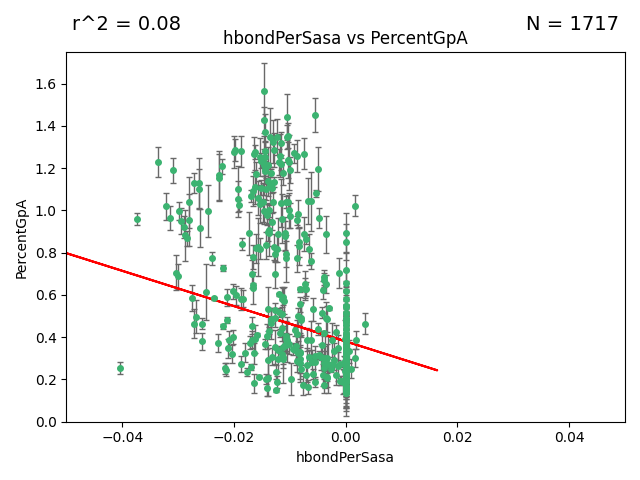 r^2 = 0.08
N = 1717
hbondPerSasa vs PercentGpA
1.6
1.4
1.2
1.0
0.8
0.6
0.4
0.2
0.0
PercentGpA
−0.04
−0.02
0.00
0.02
0.04
hbondPerSasa